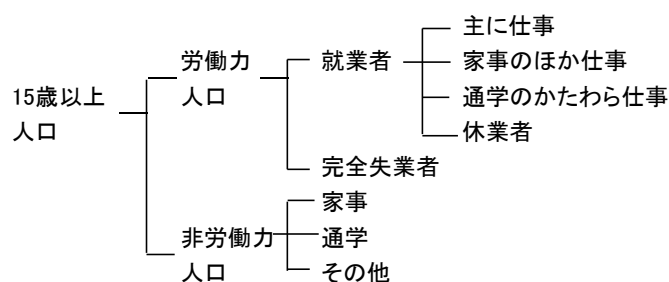 15歳以上
人口
労働力
人口
就業者
主に仕事
家事のほか仕事
通学のかたわら仕事
休業者
完全失業者
非労働力
人口
家事
通学
その他